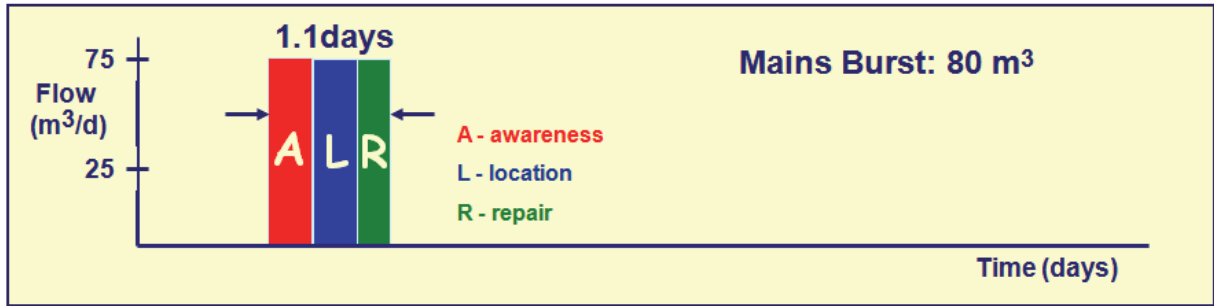 1.1days
75
Flow
(m³/d)
25
A L R
Mains Burst: 80 m³
A - awareness
L - location
R - repair
Time (days)